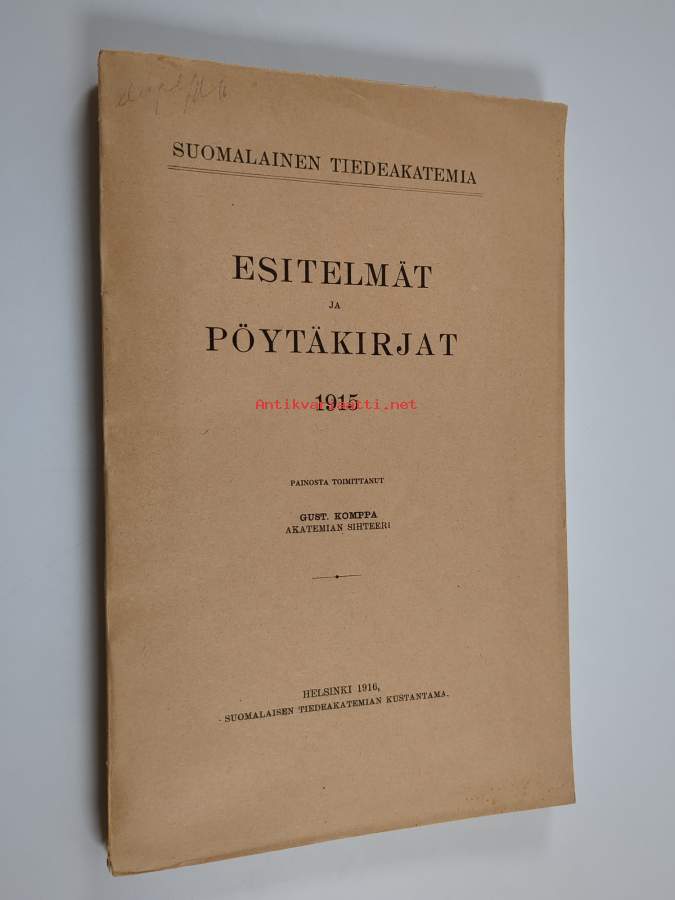 SUOMALAINEN TIEDEAKATEMIA
ESITELMÄT
JA
PÖYTÄKIRJAT
1915
Antikvariaatti.net
PAINOSTA TOIMITTANUT
GUST. KOMPPA
AKATEMIAN SIHTEERI
HELSINKI 1916,
SUOMALAISEN TIEDEAKATEMIAN KUSTANTAMA.